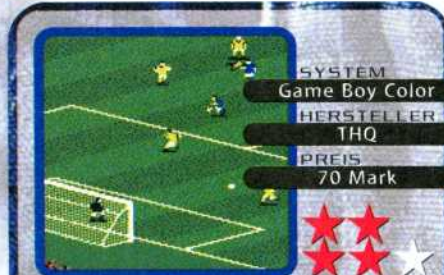 SYSTEM
Game Boy Color
HERSTELLER
THQ
PREIS
70 Mark